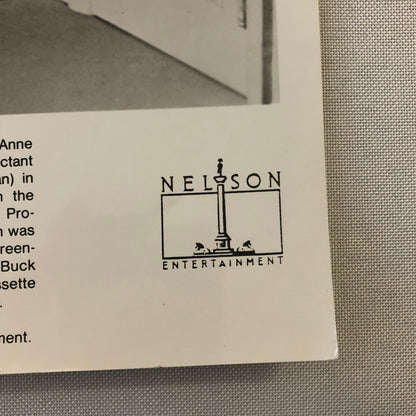 Anne
ctant
an) in
n the
Pro-
n was
reen-
Buck
ssette
.
ment.
NELSON
ENTERTAINMENT